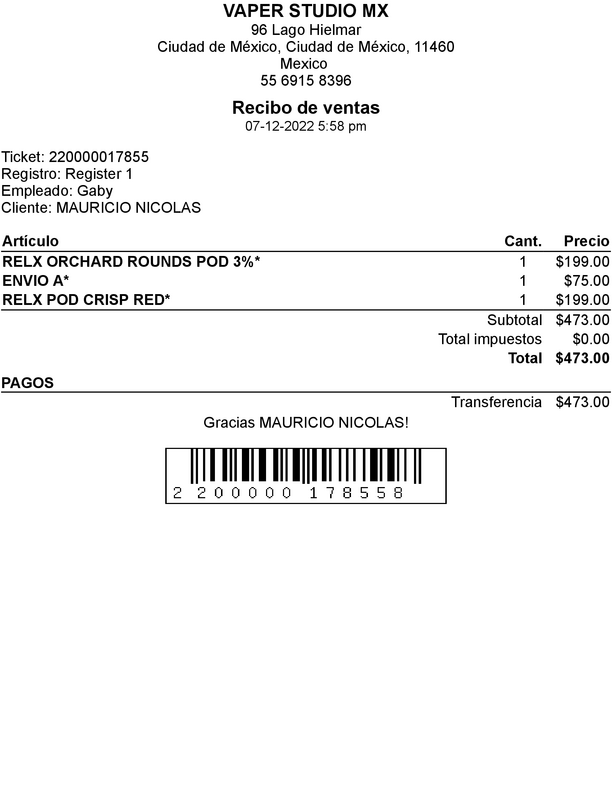 VAPER STUDIO MX
96 Lago Hielmar
Ciudad de México, Ciudad de México, 11460
Mexico
55 6915 8396
Recibo de ventas
07-12-2022 5:58 pm
Ticket: 220000017855
Registro: Register 1
Empleado: Gaby
Cliente: MAURICIO NICOLAS
Artículo Cant. Precio
RELX ORCHARD ROUNDS POD 3%* 1 $199.00
ENVIO A* 1 $75.00
RELX POD CRISP RED* 1 $199.00
Subtotal $473.00
Total impuestos $0.00
Total $473.00
PAGOS
Transferencia $473.00
Gracias MAURICIO NICOLAS!
2 200000 178558